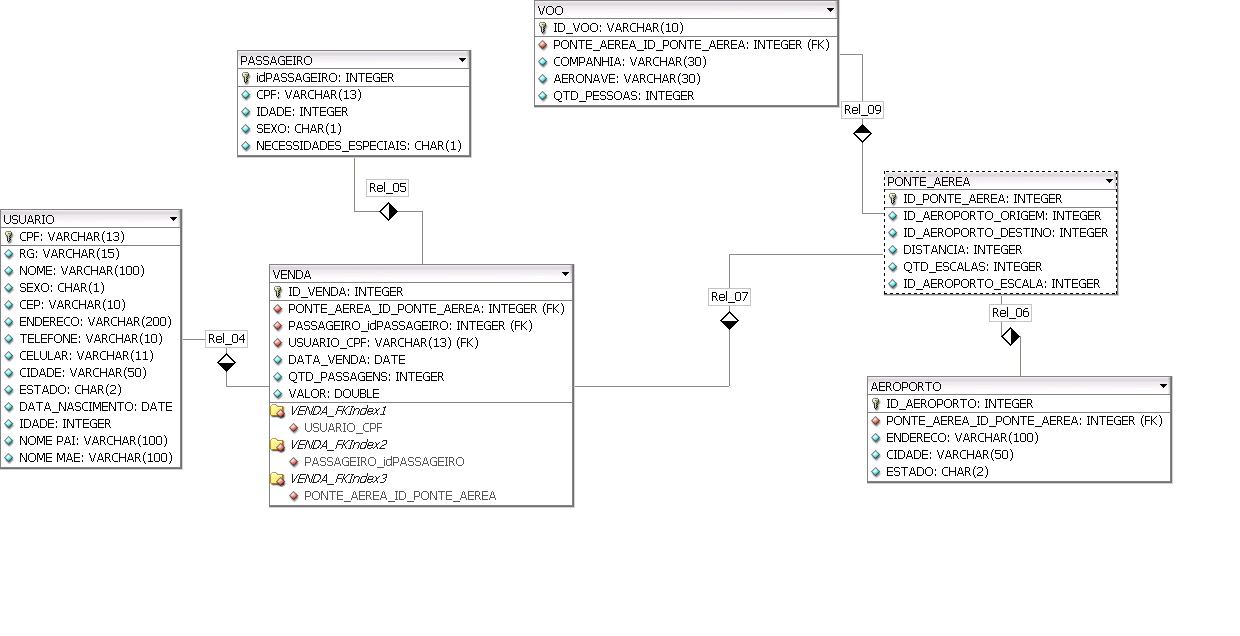 VOO
ID_VOO: VARCHAR(10)
PONTE_AEREA_ID_PONTE_AEREA: INTEGER (FK)
COMPANHIA: VARCHAR(30)
AERONAVE: VARCHAR(30)
QTD_PESSOAS: INTEGER
PASSAGEIRO
idPASSAGEIRO: INTEGER
CPF: VARCHAR(13)
IDADE: INTEGER
SEXO: CHAR(1)
NECESSIDADES_ESPECIAIS: CHAR(1)
Rel_09
Rel_05
PONTE_AEREA
ID_PONTE_AEREA: INTEGER
ID_AEROPORTO_ORIGEM: INTEGER
ID_AEROPORTO_DESTINO: INTEGER
DISTANCIA: INTEGER
QTD_ESCALAS: INTEGER
ID_AEROPORTO_ESCALA: INTEGER
USUARIO
CPF: VARCHAR(13)
RG: VARCHAR(15)
NOME: VARCHAR(100)
SEXO: CHAR(1)
CEP: VARCHAR(10)
ENDERECO: VARCHAR(200)
TELEFONE: VARCHAR(10)
CELULAR: VARCHAR(11)
CIDADE: VARCHAR(50)
ESTADO: CHAR(2)
DATA_NASCIMENTO: DATE
IDADE: INTEGER
NOME PAI: VARCHAR(100)
NOME MAE: VARCHAR(100)
Rel_04
VENDA
ID_VENDA: INTEGER
PONTE_AEREA_ID_PONTE_AEREA: INTEGER (FK)
PASSAGEIRO_idPASSAGEIRO: INTEGER (FK)
USUARIO_CPF: VARCHAR(13) (FK)
DATA_VENDA: DATE
QTD_PASSAGENS: INTEGER
VALOR: DOUBLE
VENDA_FKIndex1
USUARIO_CPF
VENDA_FKIndex2
PASSAGEIRO_idPASSAGEIRO
VENDA_FKIndex3
PONTE_AEREA_ID_PONTE_AEREA
Rel_07
Rel_06
AEROPORTO
ID_AEROPORTO: INTEGER
PONTE_AEREA_ID_PONTE_AEREA: INTEGER (FK)
ENDERECO: VARCHAR(100)
CIDADE: VARCHAR(50)
ESTADO: CHAR(2)